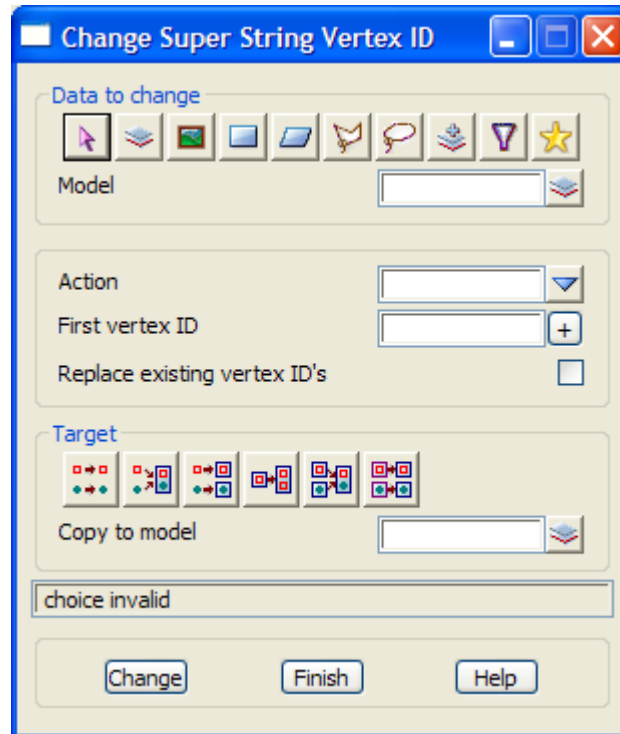 Change Super String Vertex ID
Data to change
Model
Action
First vertex ID
+
Replace existing vertex ID's
Target
Copy to model
choice invalid
Change Finish Help